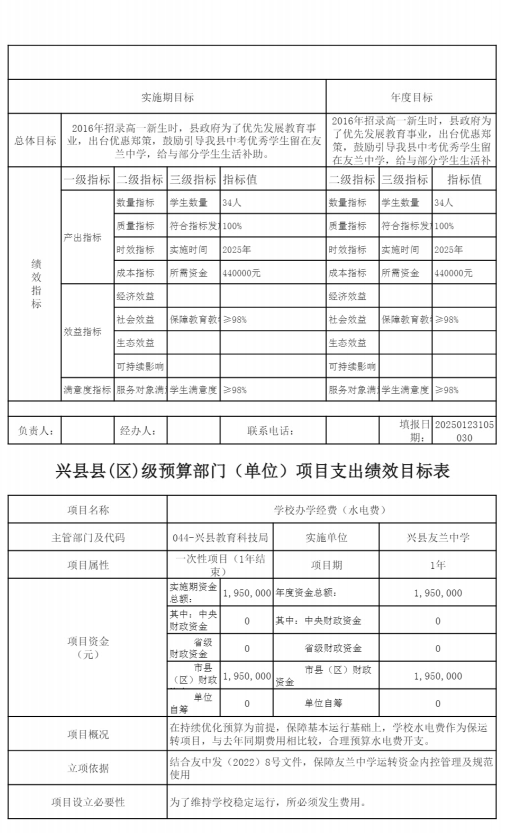 实施期目标 年度目标
总体目标
2016年招录高一新生时，县政府为了优先发展教育事
业，出台优惠郑策，鼓励引导我县中考优秀学生留在友
兰中学，给与部分学生生活补助。
2016年招录高一新生时，县政府为
了优先发展教育事业，出台优惠郑
策，鼓励引导我县中考优秀学生留
在友兰中学，给与部分学生生活补
绩效指标
一级指标 二级指标 三级指标 指标值 二级指标 三级指标 指标值
产出指标
数量指标 学生数量 34人 数量指标 学生数量 34人
质量指标 符合指标发 100% 质量指标 符合指标发 100%
时效指标 实施时间 2025年 时效指标 实施时间 2025年
成本指标 所需资金 440000元 成本指标 所需资金 440000元
效益指标
经济效益 经济效益
社会效益 保障教育教 ≥98% 社会效益 保障教育教 ≥98%
生态效益 生态效益
可持续影响 可持续影响
满意度指标 服务对象满 学生满意度 ≥98% 服务对象满 学生满意度 ≥98%
负责人： 经办人： 联系电话： 填报日期： 20250123105030
兴县县(区)级预算部门（单位）项目支出绩效目标表
项目名称 学校办学经费（水电费）
主管部门及代码 044-兴县教育科技局 实施单位 兴县友兰中学
项目属性 一次性项目（1年结束） 项目期 1年
项目资金
（元）
实施期资金总额： 1,950,000 年度资金总额： 1,950,000
其中：中央财政资金 0 其中：中央财政资金 0
省级财政资金 0 省级财政资金 0
市县（区）财政 1,950,000 市县（区）财政资金 1,950,000
单位自筹 0 单位自筹 0
项目概况
在持续优化预算为前提，保障基本运行基础上，学校水电费作为保运
转项目，与去年同期费用相比较，合理预算水电费开支。
立项依据
结合友中发（2022）8号文件，保障友兰中学运转资金内控管理及规范
使用
项目设立必要性 为了维持学校稳定运行，所必须发生费用。